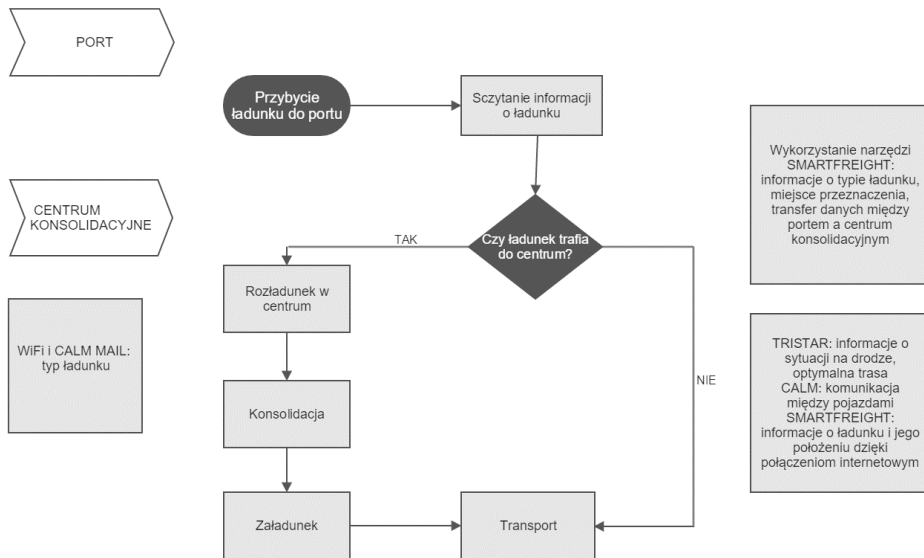 PORT
Przybycie
ładunku do portu
Sczytanie informacji
o ładunku
Wykorzystanie narzędzi
SMARTFREIGHT:
informacje o typie ładunku,
miejsce przeznaczenia,
transfer danych między
portem a centrum
konsolidacyjnym
CENTRUM
KONSOLIDACYJNE
TAK
Czy ładunek trafia
do centrum?
Rozładunek w
centrum
WiFi i CALM MAIL:
typ ładunku
TRISTAR: informacje o
sytuacji na drodze,
optymalna trasa
CALM: komunikacja
między pojazdami
SMARTFREIGHT:
informacje o ładunku i jego
położeniu dzięki
połączeniom internetowym
NIE
Konsolidacja
Załadunek
Transport